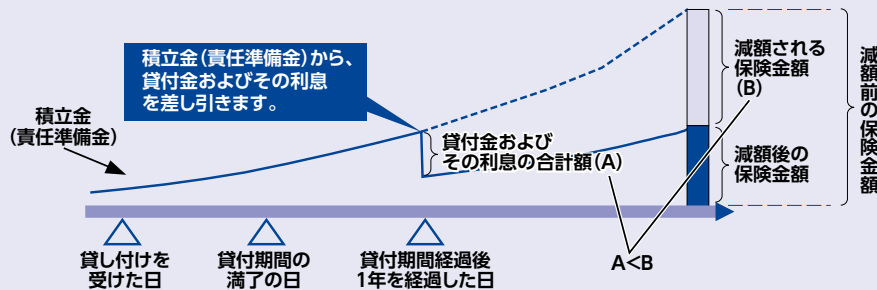 積立金(責任準備金)から、
貸付金およびその利息
を差し引きます。
積立金
(責任準備金)
貸付金および
その利息の合計額(A)
減額される
保険金額
(B)
減額後の
保険金額
減額前の保険金額
貸し付けを
受けた日
貸付期間の
満了の日
貸付期間経過後
1年を経過した日
A<B